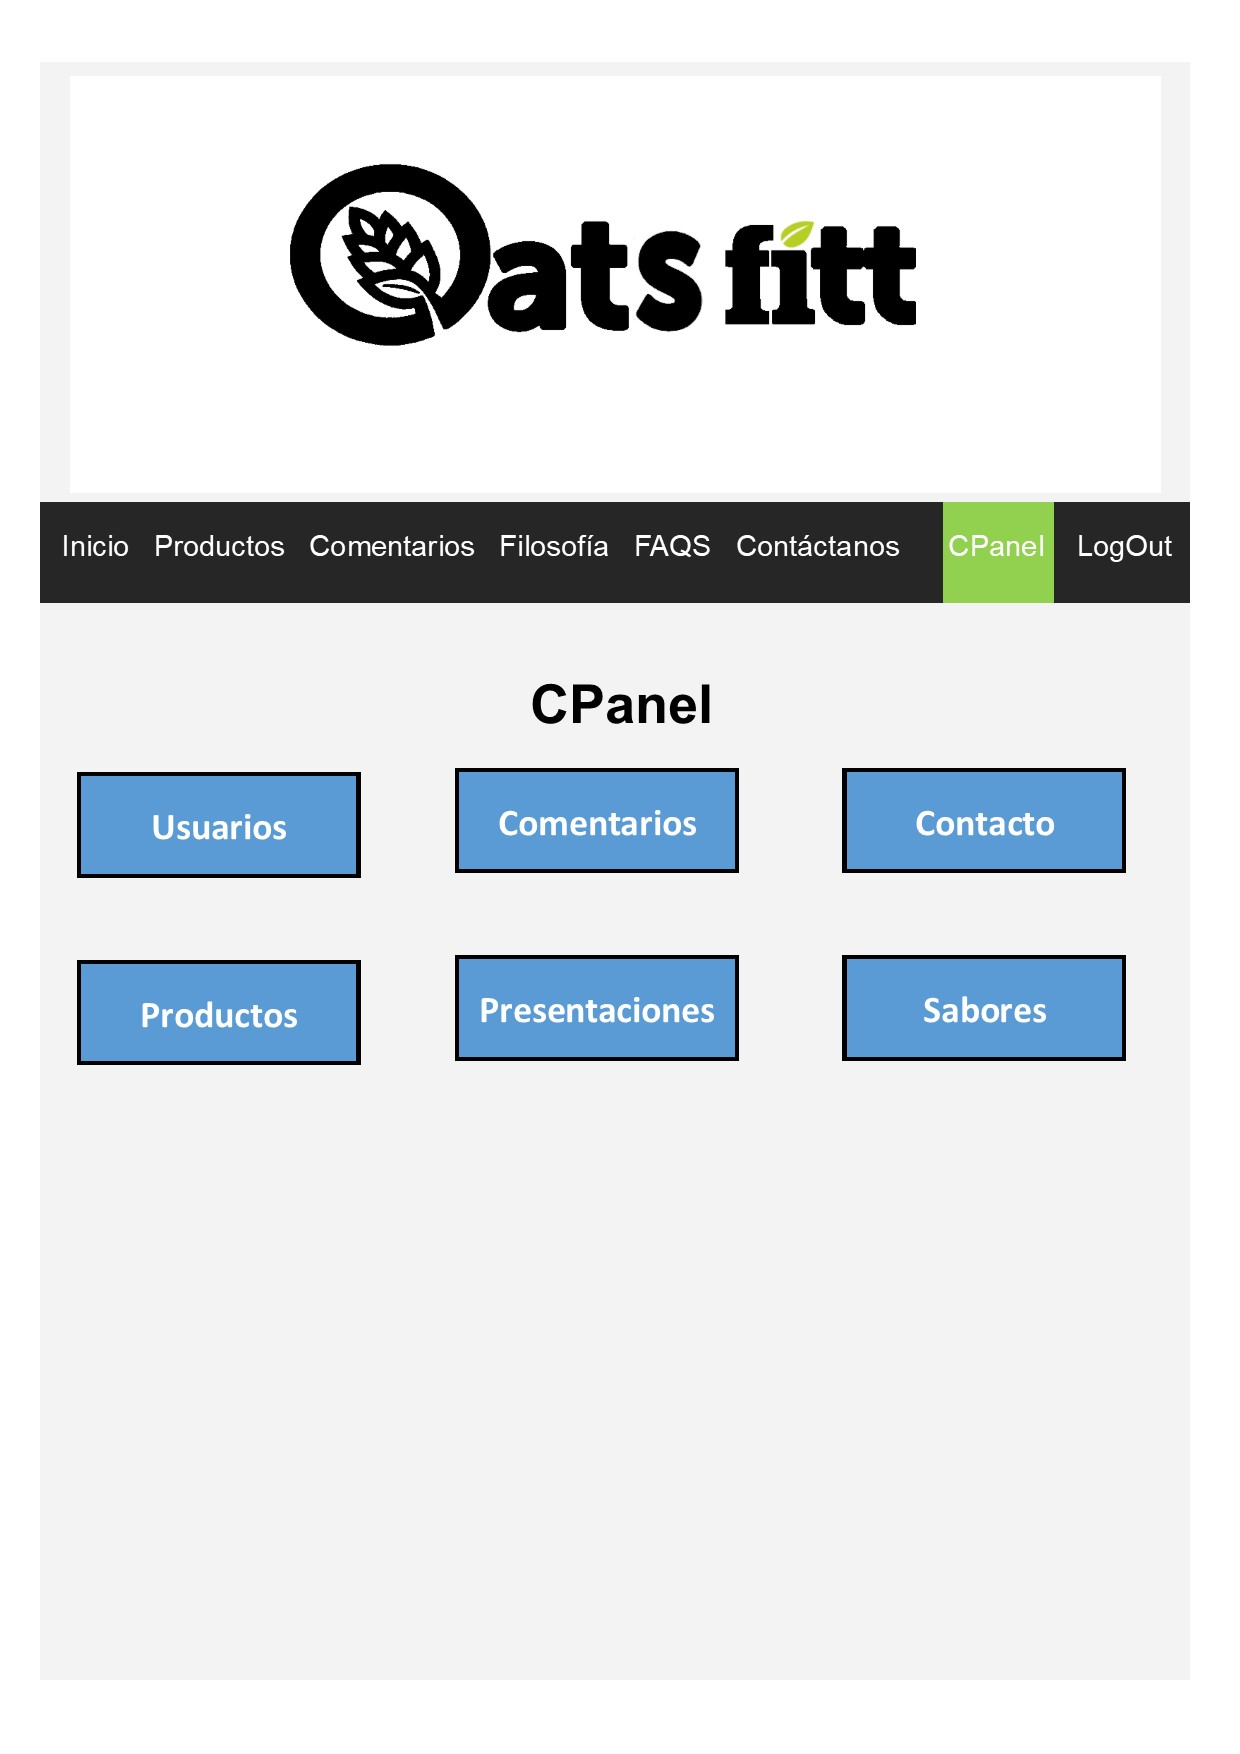 Oats fitt
Inicio Productos Comentarios Filosofía FAQS Contáctanos CPanel LogOut
CPanel
Usuarios Comentarios Contacto
Productos Presentaciones Sabores